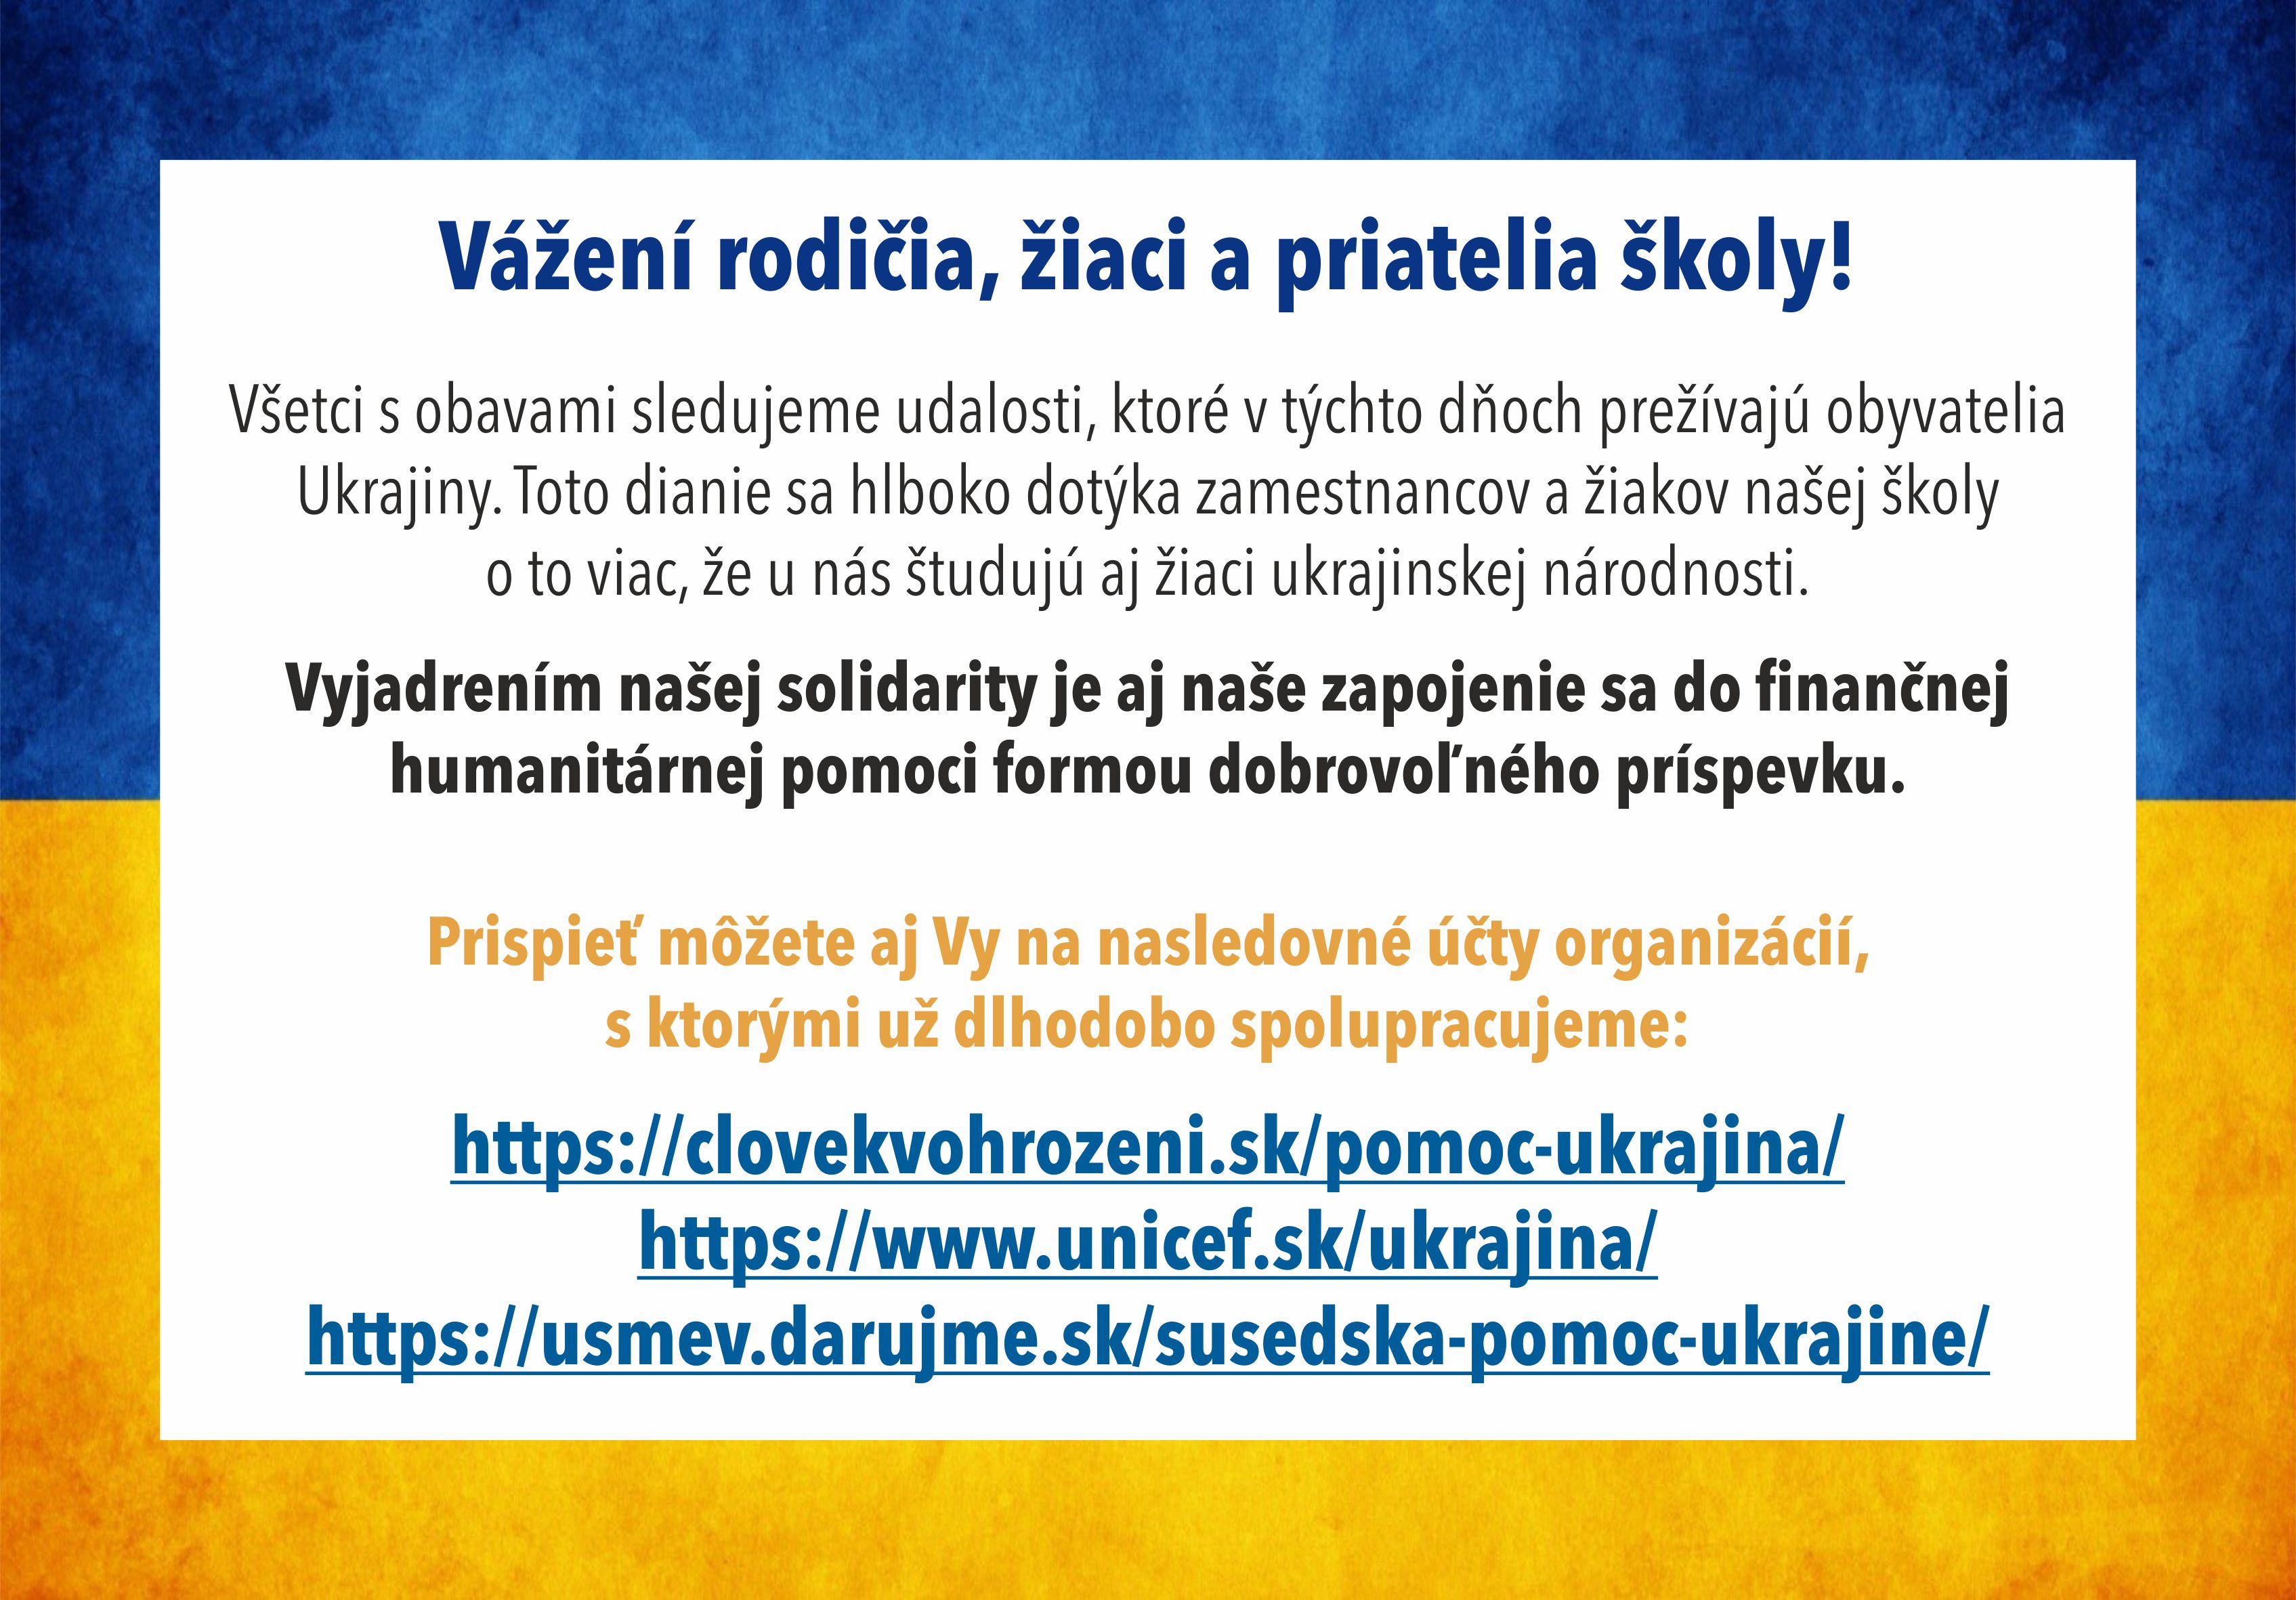 Vážení rodičia, žiaci a priatelia školy!
Všetci s obavami sledujeme udalosti, ktoré v týchto dňoch prežívajú obyvatelia
Ukrajiny. Toto dianie sa hlboko dotýka zamestnancov a žiakov našej školy
o to viac, že u nás študujú aj žiaci ukrajinskej národnosti.
Vyjadrením našej solidarity je aj naše zapojenie sa do finančnej
humanitárnej pomoci formou dobrovoľného príspevku.
Prispieť môžete aj Vy na nasledovné účty organizácií,
s ktorými už dlhodobo spolupracujeme:
https://clovekvohrozeni.sk/pomoc-ukrajina/
https://www.unicef.sk/ukrajina/
https://usmev.darujme.sk/susedska-pomoc-ukrajine/